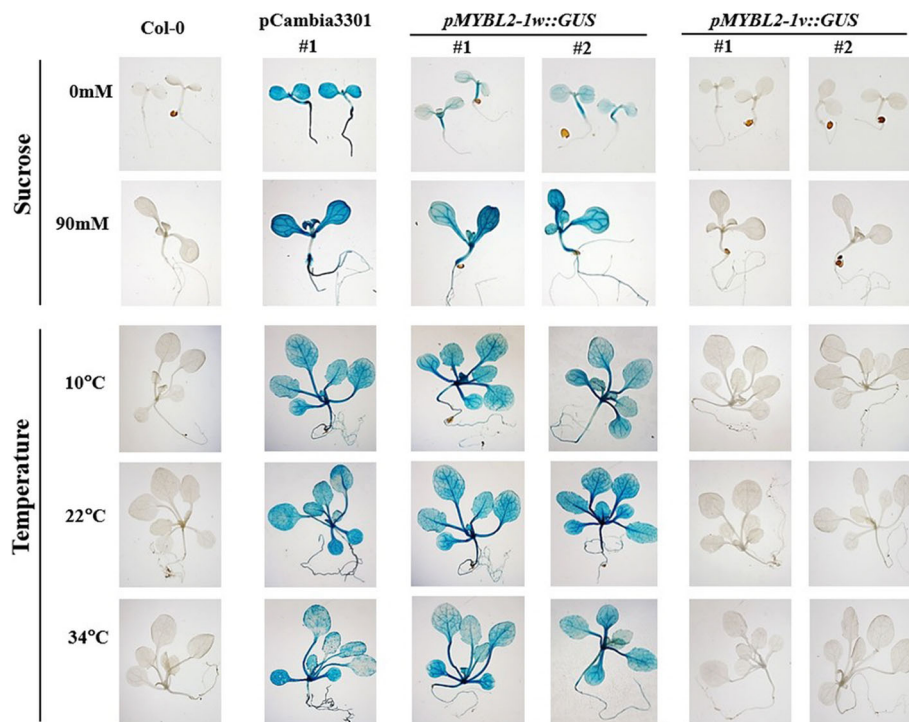 Col-0 pCambia3301 pMYBL2-1w::GUS pMYBL2-1v::GUS
#1 #1 #2 #1 #2
Sucrose
0mM
90mM
Temperature
10°C
22°C
34°C